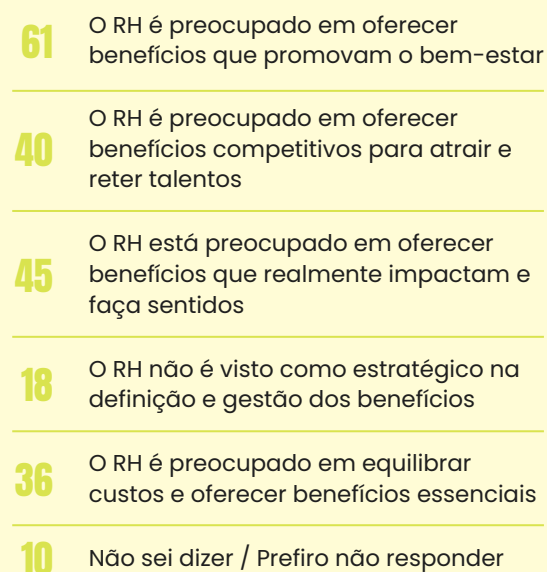 61
O RH é preocupado em oferecer
benefícios que promovam o bem-estar
40
O RH é preocupado em oferecer
benefícios competitivos para atrair e
reter talentos
45
O RH está preocupado em oferecer
benefícios que realmente impactam e
faça sentidos
18
O RH não é visto como estratégico na
definição e gestão dos benefícios
36
O RH é preocupado em equilibrar
custos e oferecer benefícios essenciais
10
Não sei dizer / Prefiro não responder